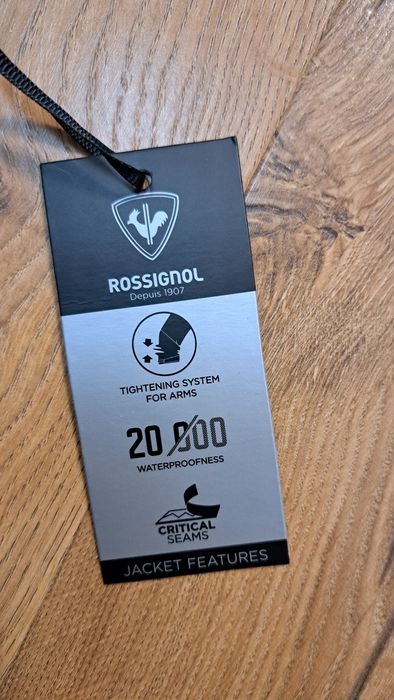 ROSSIGNOL
Depuis 1907
TIGHTENING SYSTEM
FOR ARMS
20 000
WATERPROOFNESS
CRITICAL
SEAMS
JACKET FEATURES